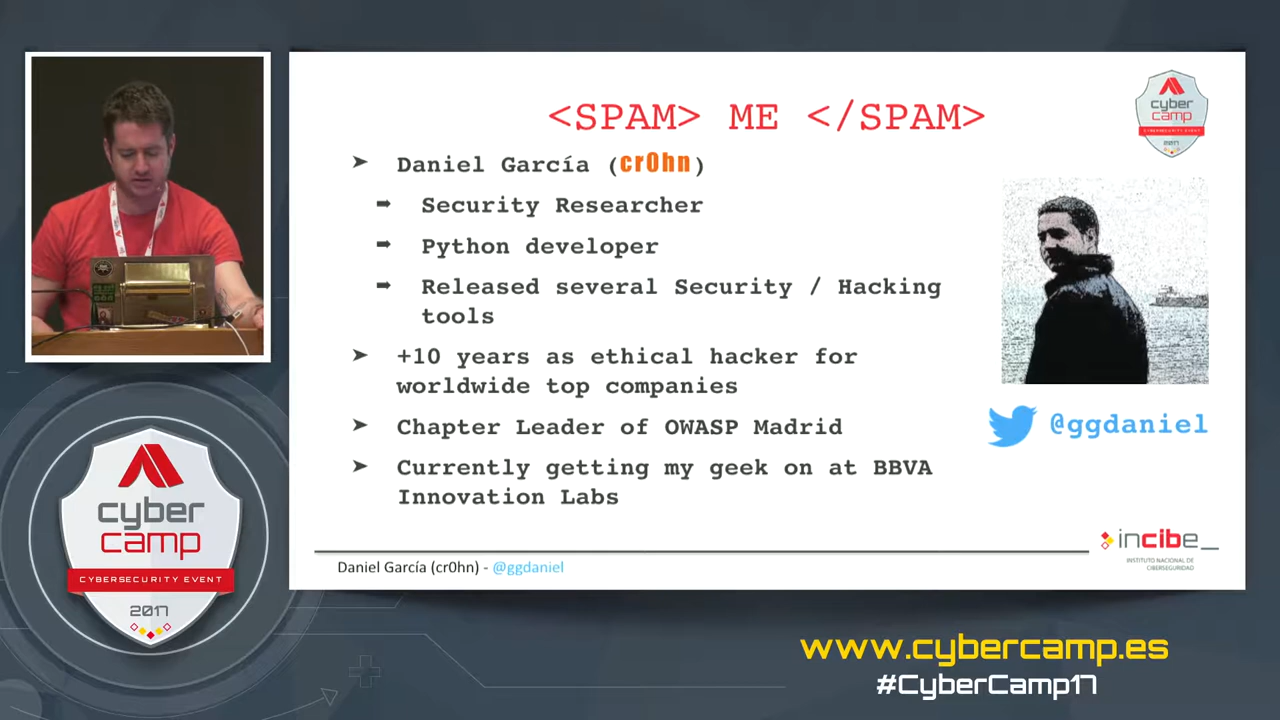 <SPAM> ME </SPAM>
cyber
camp
CYBERSECURITY EVENT
2017
➤ Daniel García (cr0hn)
➡ Security Researcher
➡ Python developer
➡ Released several Security / Hacking
tools
➤ +10 years as ethical hacker for
worldwide top companies
➤ Chapter Leader of OWASP Madrid
➤ Currently getting my geek on at BBVA
Innovation Labs
@ggdaniel
Daniel García (cr0hn) - @ggdaniel
incibe_
INSTITUTO NACIONAL DE
CIBERSEGURIDAD
cyber
camp
CYBERSECURITY EVENT
2017
www.cybercamp.es
#CyberCamp17